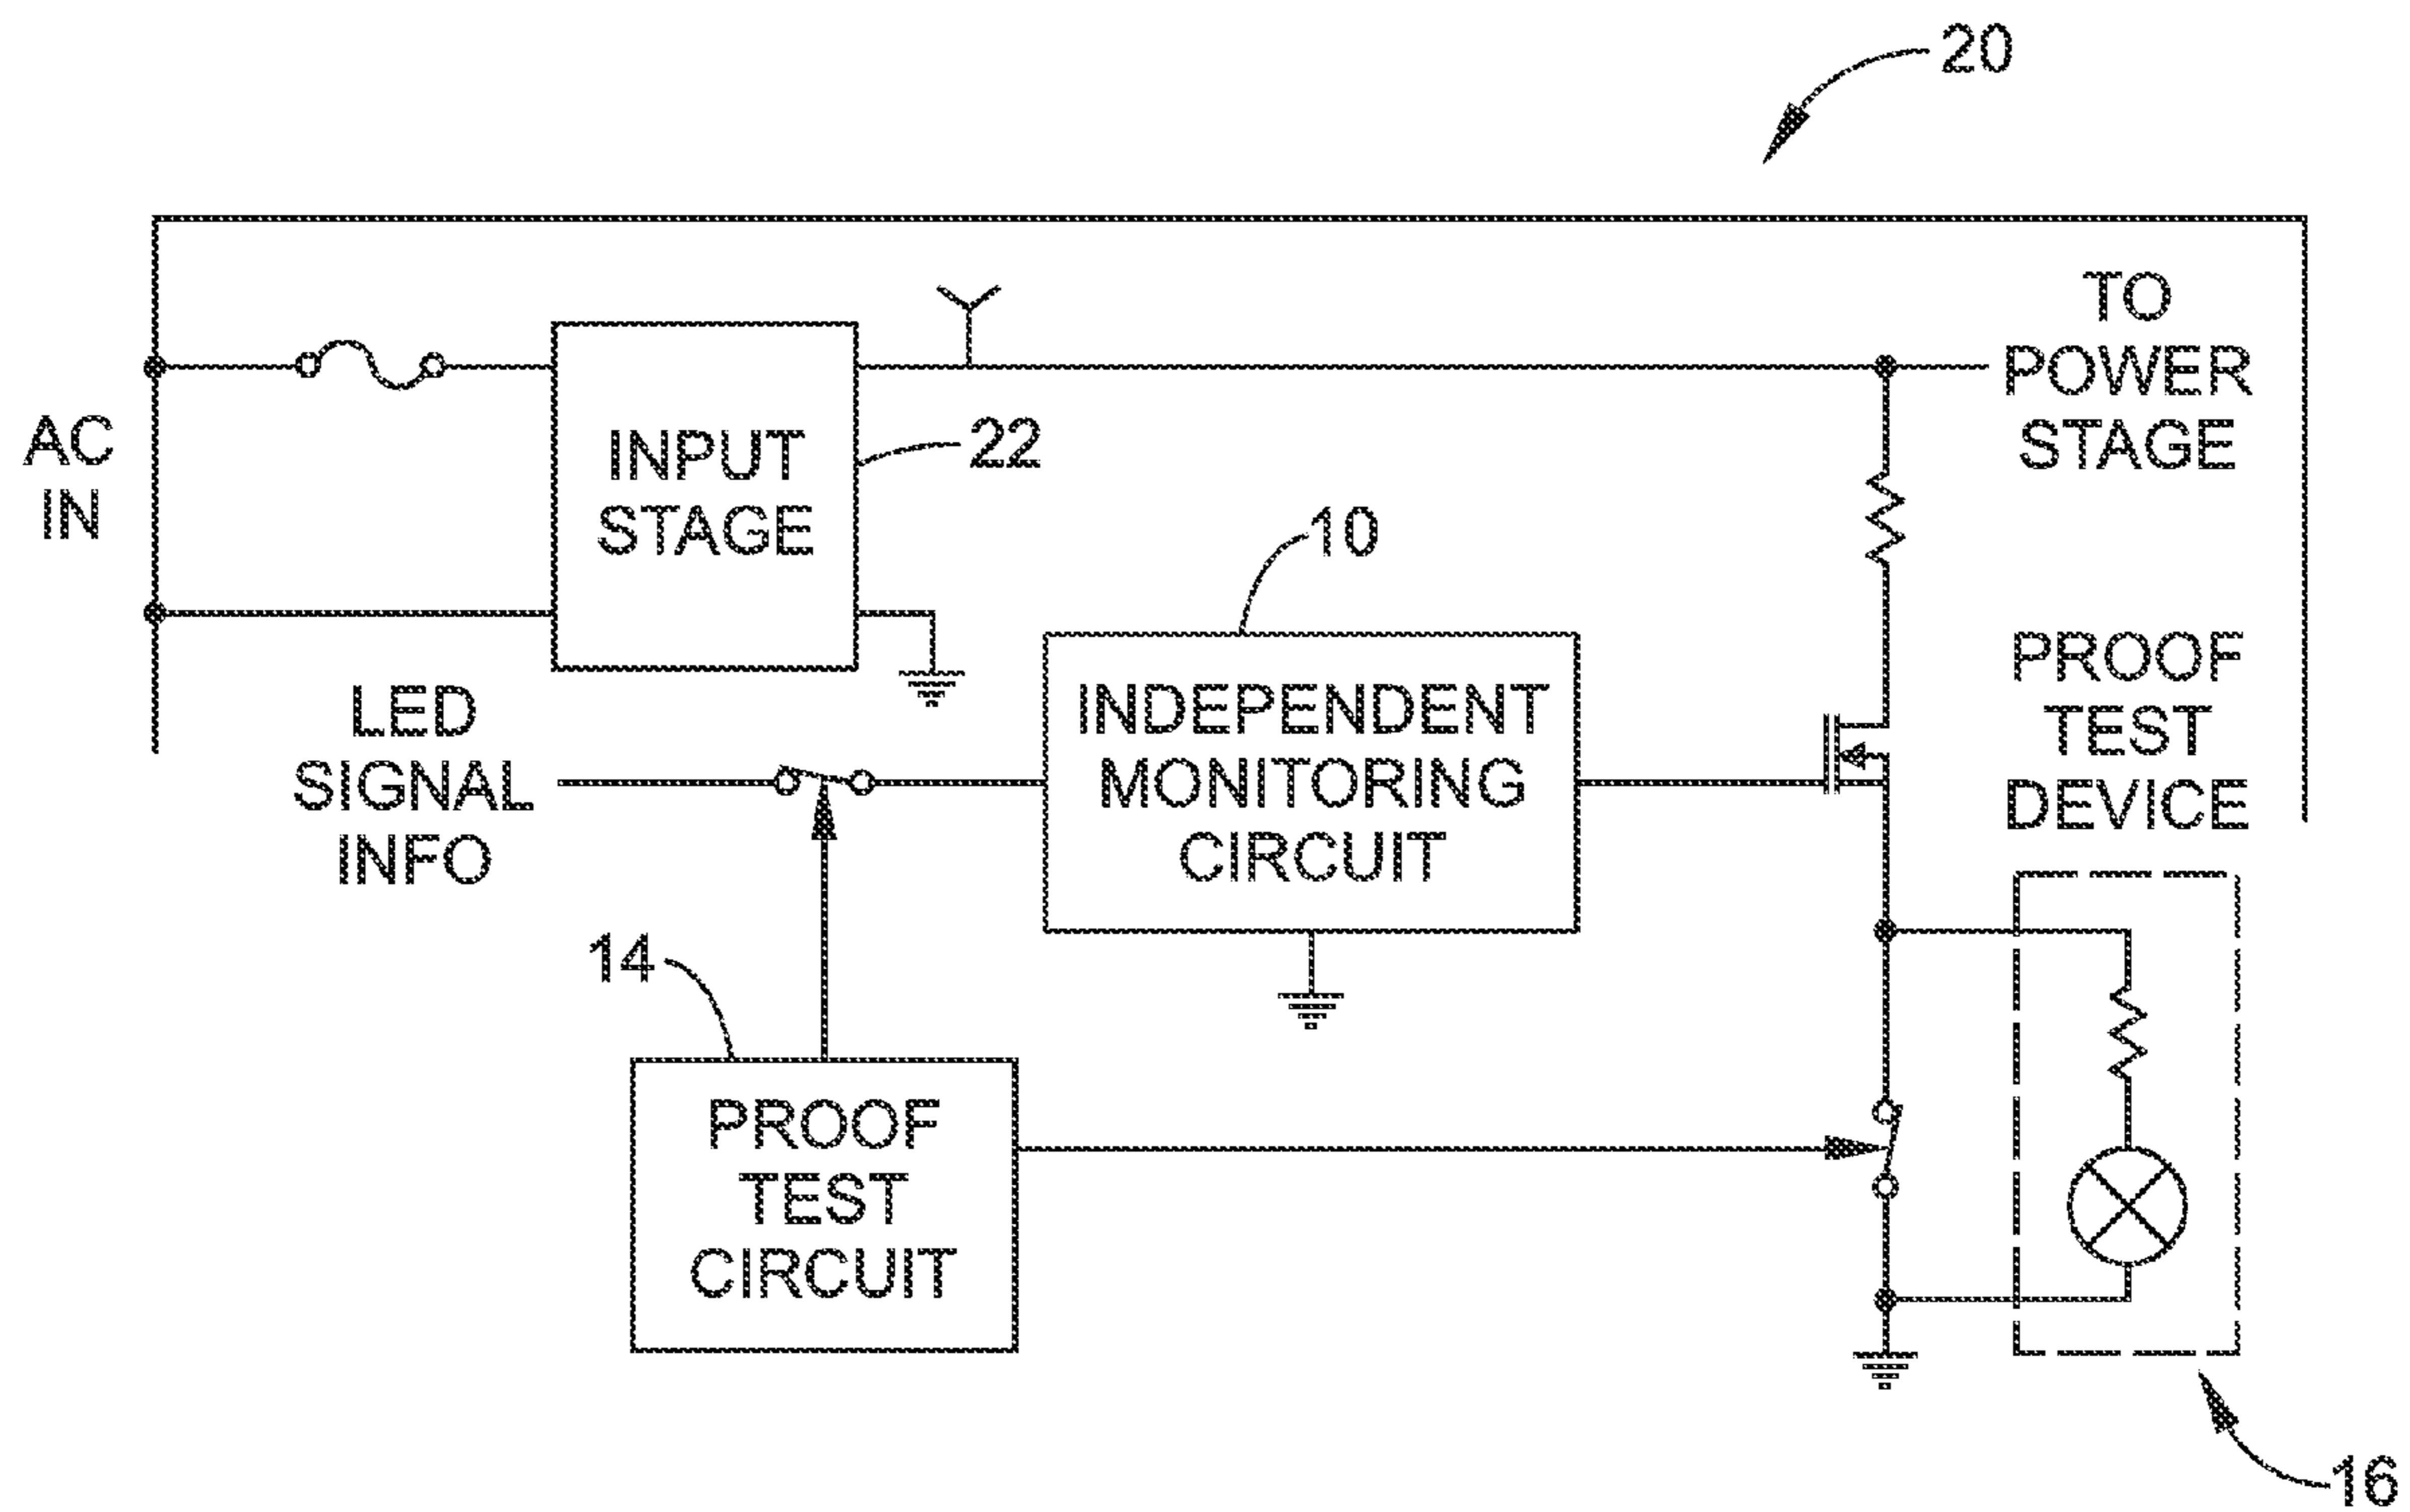 20
TO
POWER
STAGE
AC
IN
INPUT
STAGE
22
10
PROOF
TEST
DEVICE
LED
SIGNAL
INFO
INDEPENDENT
MONITORING
CIRCUIT
14
PROOF
TEST
CIRCUIT
16